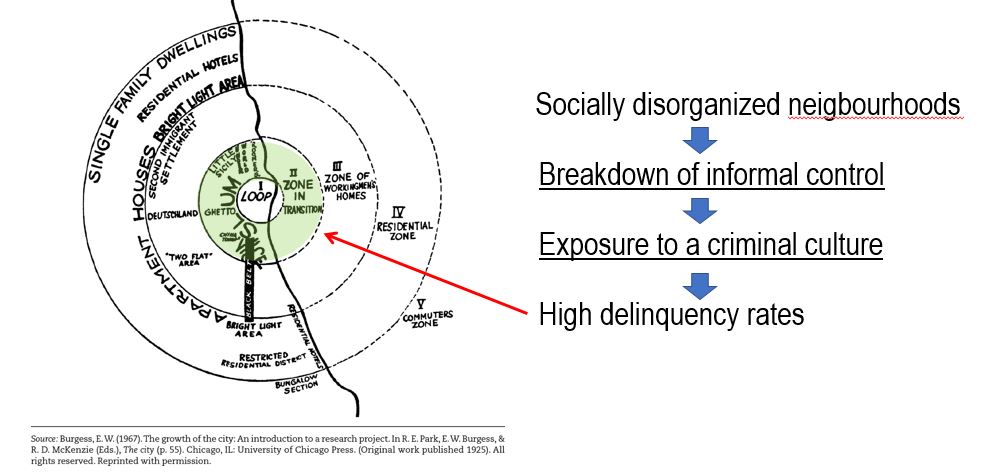 SINGLE FAMILY DWELLINGS
RESIDENTIAL HOTELS
BRIGHT LIGHT AREA
SECOND IMMIGRANT
SETTLEMENT
APARTMENT HOUSES
LITTLE
SICILY
SLUM
I
LOOP
II
ZONE
IN
TRANSITION
III
ZONE OF
WORKINGMEN'S
HOMES
IV
RESIDENTIAL
ZONE
V
COMMUTERS
ZONE
DEUTSCHLAND
GHETTO
CHINA
TOWN
VICE
"TWO FLAT"
AREA
BLACK BELT
BRIGHT LIGHT
AREA
RESIDENTIAL HOTELS
RESTRICTED
RESIDENTIAL DISTRICT
BUNGALOW
SECTION
Socially disorganized neigbourhoods
Breakdown of informal control
Exposure to a criminal culture
High delinquency rates
Source: Burgess, E. W. (1967). The growth of the city: An introduction to a research project. In R. E. Park, E. W. Burgess, &
R. D. McKenzie (Eds.), The city (p. 55). Chicago, IL: University of Chicago Press. (Original work published 1925). All
rights reserved. Reprinted with permission.